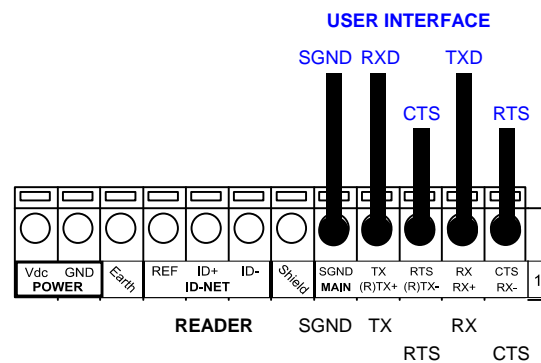 USER INTERFACE
SGND RXD TXD
CTS RTS
Vdc GND Earth REF ID+ ID- Shield SGND TX RTS RX CTS 1
POWER ID-NET MAIN (R)TX+ (R)TX- RX+ RX-
READER SGND TX RX
RTS CTS